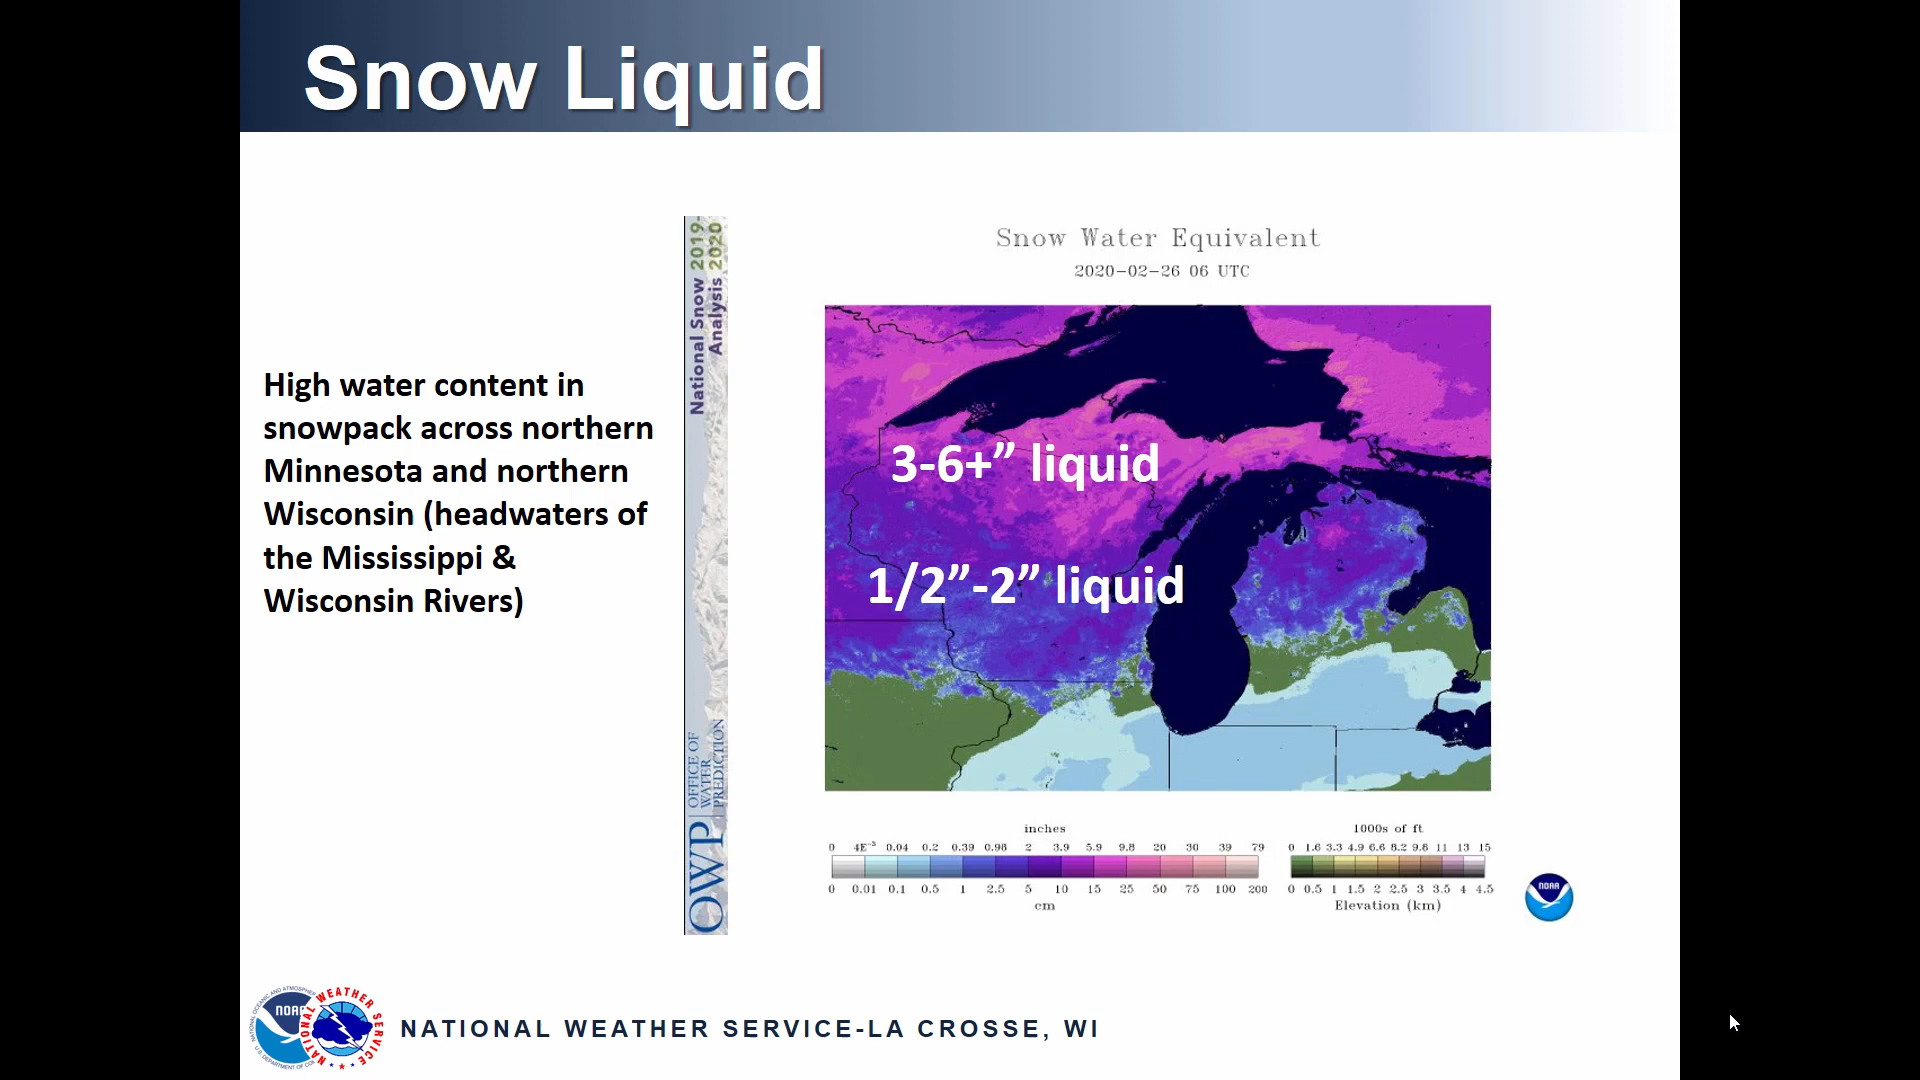 Snow Liquid
High water content in
snowpack across northern
Minnesota and northern
Wisconsin (headwaters of
the Mississippi &
Wisconsin Rivers)
National Snow 2019-
Analysis 2020
OWP
OFFICE OF
WATER
PREDICTION
Snow Water Equivalent
2020-02-26 06 UTC
3-6+” liquid
1/2”-2” liquid
inches
0 4E-3 0.04 0.2 0.39 0.98 2 3.9 5.9 9.8 20 30 39 79
0 0.01 0.1 0.5 1 2.5 5 10 15 25 50 75 100 200
cm
1000s of ft
0 1.6 3.3 4.9 6.6 8.2 9.8 11 13 15
0 0.5 1 1.5 2 2.5 3 3.5 4 4.5
Elevation (km)
NOAA
NOAA
NATIONAL WEATHER SERVICE
NATIONAL WEATHER SERVICE-LA CROSSE, WI